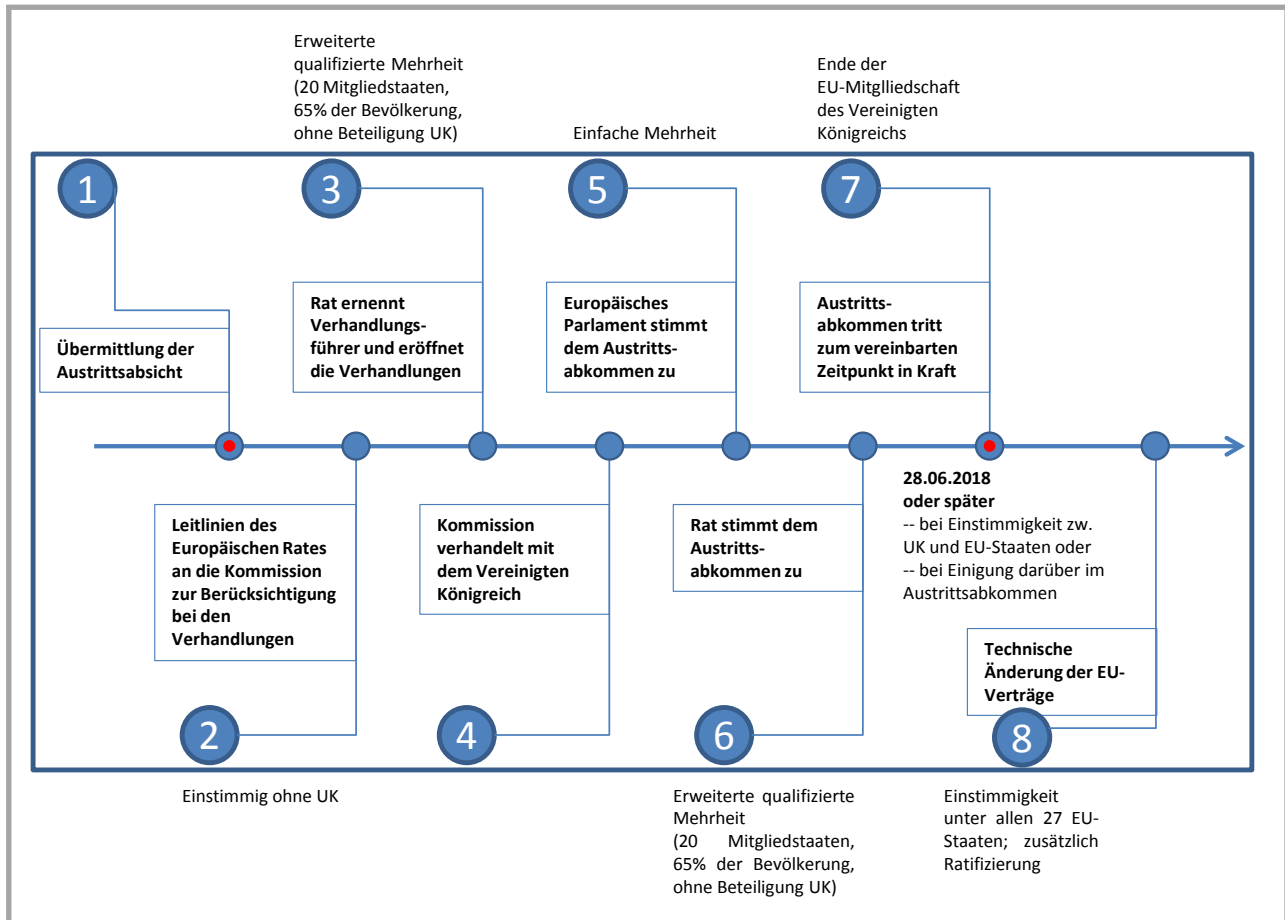 Erweiterte
qualifizierte Mehrheit
(20 Mitgliedstaaten,
65% der Bevölkerung,
ohne Beteiligung UK)
Einfache Mehrheit
Ende der
EU-Mitglliedschaft
des Vereinigten
Königreichs
1
3
5
7
Übermittlung der
Austrittsabsicht
Rat ernennt
Verhandlungs-
führer und eröffnet
die Verhandlungen
Europäisches
Parlament stimmt
dem Austritts-
abkommen zu
Austritts-
abkommen tritt
zum vereinbarten
Zeitpunkt in Kraft
Leitlinien des
Europäischen Rates
an die Kommission
zur Berücksichtigung
bei den
Verhandlungen
Kommission
verhandelt mit
dem Vereinigten
Königreich
Rat stimmt dem
Austritts-
abkommen zu
28.06.2018
oder später
-- bei Einstimmigkeit zw.
UK und EU-Staaten oder
-- bei Einigung darüber im
Austrittsabkommen
Technische
Änderung der EU-
Verträge
2
4
6
8
Einstimmig ohne UK
Erweiterte qualifizierte
Mehrheit
(20 Mitgliedstaaten,
65% der Bevölkerung,
ohne Beteiligung UK)
Einstimmigkeit
unter allen 27 EU-
Staaten; zusätzlich
Ratifizierung